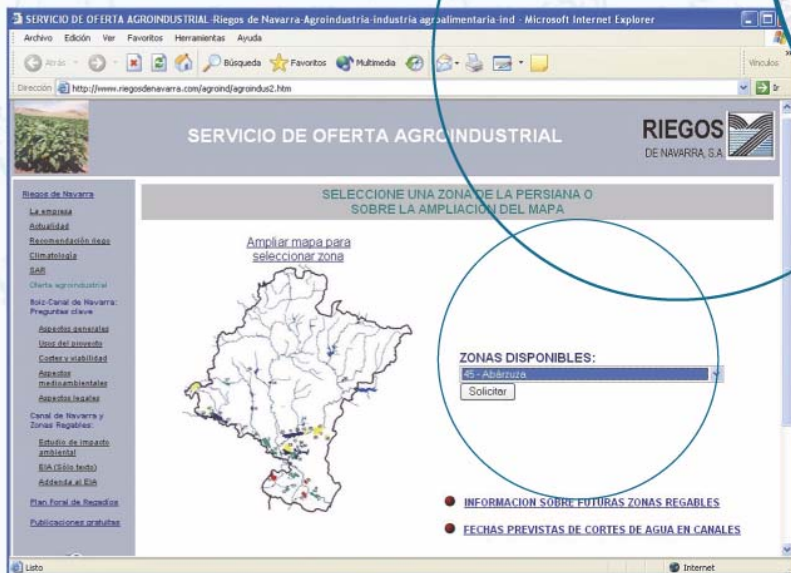 SERVICIO DE OFERTA AGROINDUSTRIAL -Riegos de Navarra-Agroindustria-industria agroalimentaria-ind - Microsoft Internet Explorer
Archivo Edición Ver Favoritos Herramientas Ayuda
Atrás Búsqueda Favoritos Multimedia Vínculos
Dirección http://www.riegosdenavarra.com/agroind/agroindus2.htm Ir
SERVICIO DE OFERTA AGROINDUSTRIAL
RIEGOS
DE NAVARRA, S.A.
Riegos de Navarra
La empresa
Actualidad
Recomendación riego
Climatología
SAR
Oferta agroindustrial
Itoiz-Canal de Navarra:
Preguntas clave
Aspectos generales
Usos del proyecto
Costes y viabilidad
Aspectos
medioambientales
Aspectos legales
Canal de Navarra y
Zonas Regables:
Estudio de impacto
ambiental
EIA (Sólo texto)
Addenda al EIA
Plan Foral de Regadíos
Publicaciones gratuitas
SELECCIONE UNA ZONA DE LA PERSIANA O
SOBRE LA AMPLIACIÓN DEL MAPA
Ampliar mapa para
seleccionar zona
ZONAS DISPONIBLES:
45 - Abárzuza
Solicitar
INFORMACION SOBRE FUTURAS ZONAS REGABLES
FECHAS PREVISTAS DE CORTES DE AGUA EN CANALES
Listo
Internet